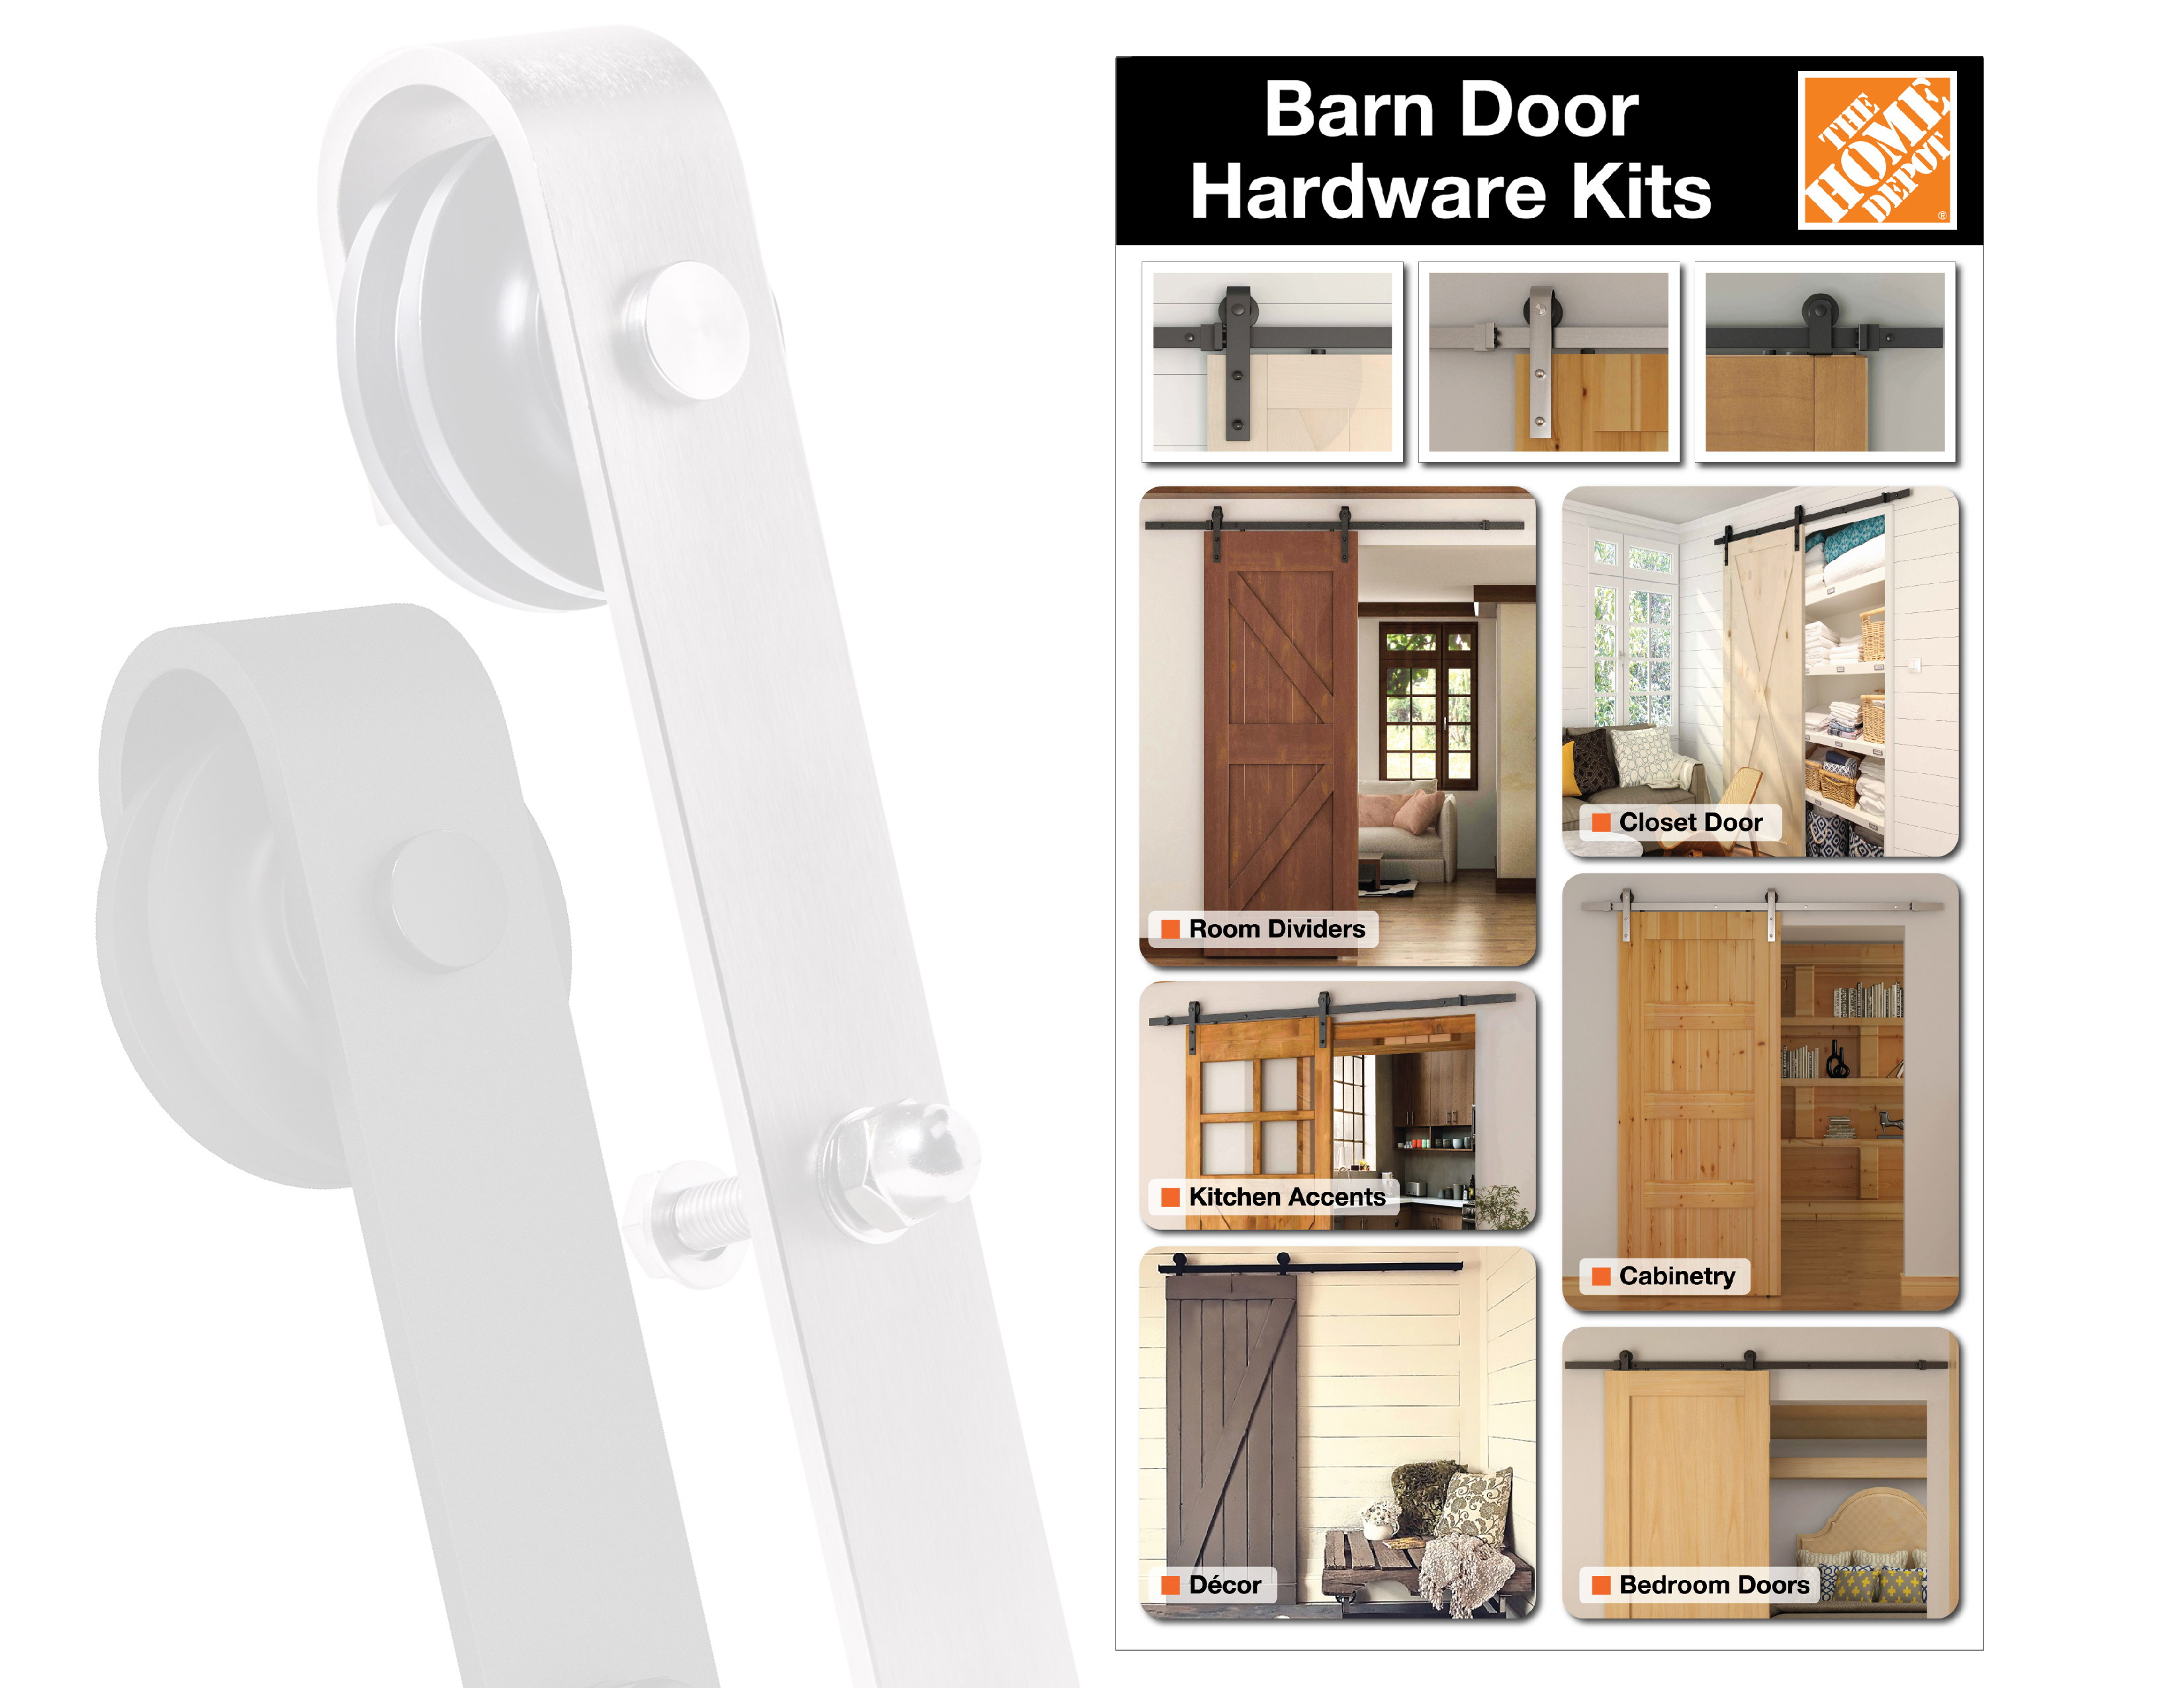 Barn Door
Hardware Kits
THE
HOME
DEPOT
®
Room Dividers
Closet Door
Kitchen Accents
Cabinetry
Décor
Bedroom Doors